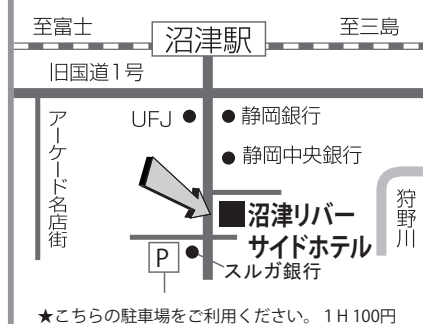 至富士
沼津駅
至三島
旧国道1号
アーケード名店街
UFJ
静岡銀行
静岡中央銀行
沼津リバー
サイドホテル
狩野川
P
スルガ銀行
★こちらの駐車場をご利用ください。1H 100円